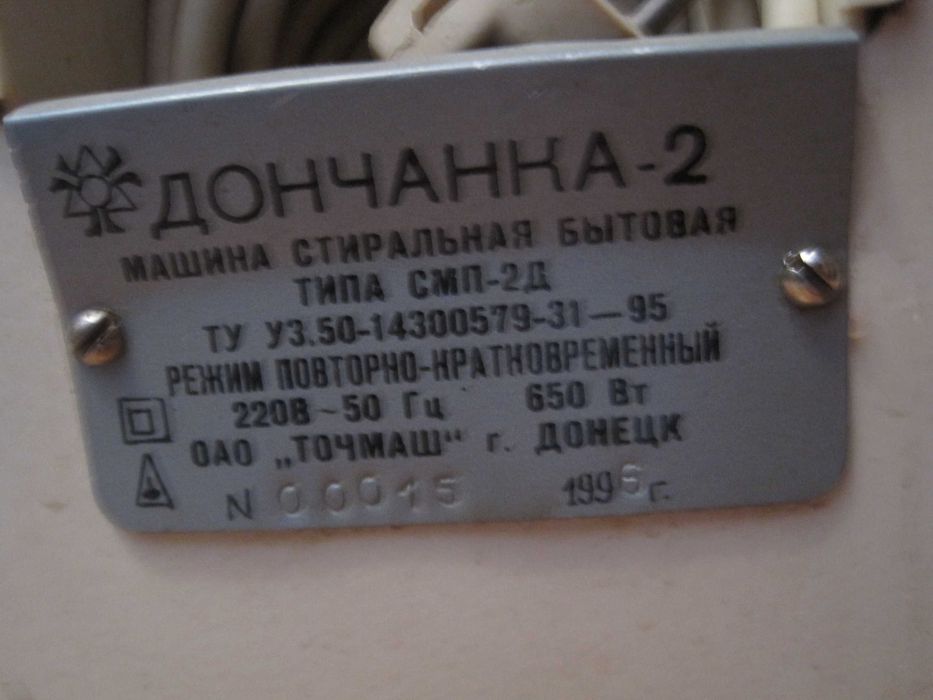 ДОНЧАНКА-2
МАШИНА СТИРАЛЬНАЯ БЫТОВАЯ
ТИПА СМП-2Д
ТУ У3.50-14300579-31-95
РЕЖИМ ПОВТОРНО-КРАТКОВРЕМЕННЫЙ
220В ~ 50 Гц 650 Вт
ОАО „ТОЧМАШ“ г. ДОНЕЦК
N 00015 1996 г.